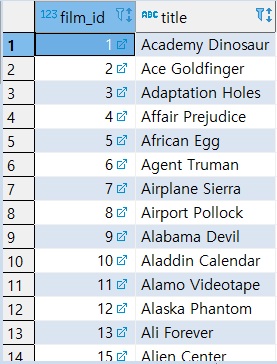 123 film_id ABC title
1 1 Academy Dinosaur
2 2 Ace Goldfinger
3 3 Adaptation Holes
4 4 Affair Prejudice
5 5 African Egg
6 6 Agent Truman
7 7 Airplane Sierra
8 8 Airport Pollock
9 9 Alabama Devil
10 10 Aladdin Calendar
11 11 Alamo Videotape
12 12 Alaska Phantom
13 13 Ali Forever
14 15 Alien Center